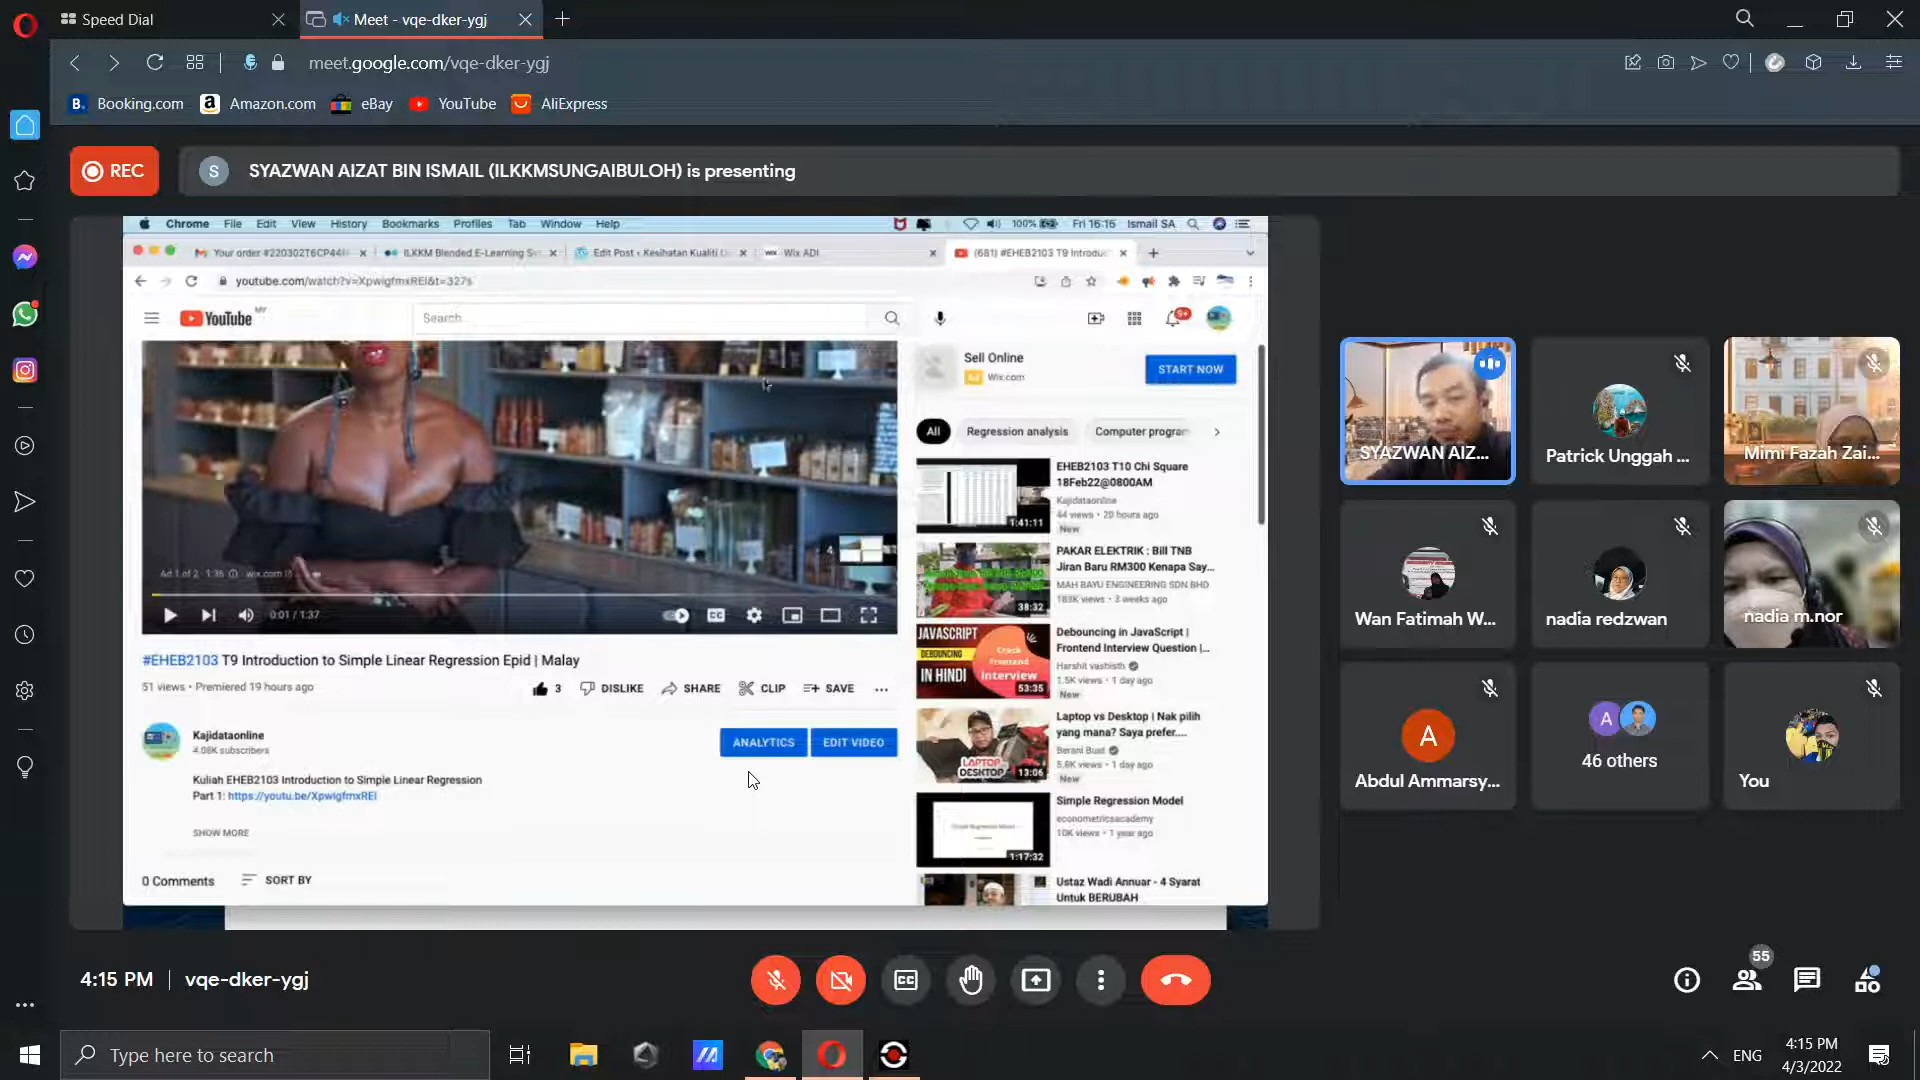 Speed Dial
Meet - vqe-dker-ygj
meet.google.com/vqe-dker-ygj
Booking.com
Amazon.com
eBay
YouTube
AliExpress
REC
S
SYAZWAN AIZAT BIN ISMAIL (ILKKMSUNGAIBULOH) is presenting
Chrome File Edit View History Bookmarks Profiles Tab Window Help
100%
Fri 16:16 Ismail SA
Your order #220302T6CP44
ILKKM Blended E-Learning
Edit Post ‹ Kesihatan Kualiti
Wix ADI
(681) #EHEB2103 T9 Introduc
youtube.com/watch?v=XpwigfmxREI&t=327s
YouTube MY
Search
9+
Ad 1 of 2 · 1:36
wix.com
0:01 / 1:37
#EHEB2103 T9 Introduction to Simple Linear Regression Epid | Malay
51 views • Premiered 19 hours ago
3
DISLIKE
SHARE
CLIP
SAVE
Kajidataonline
4.08K subscribers
ANALYTICS
EDIT VIDEO
Kuliah EHEB2103 Introduction to Simple Linear Regression
Part 1: https://youtu.be/XpwigfmxREI
SHOW MORE
0 Comments
SORT BY
Sell Online
Ad Wix.com
START NOW
All
Regression analysis
Computer program
EHEB2103 T10 Chi Square
18Feb22@0800AM
Kajidataonline
44 views • 20 hours ago
New
1:41:11
PAKAR ELEKTRIK : Bill TNB
Jiran Baru RM300 Kenapa Say...
MAH BAYU ENGINEERING SDN BHD
183K views • 3 weeks ago
38:32
JAVASCRIPT
DEBOUNCING
IN HINDI
Crack
Frontend
Interview
53:35
Debouncing in JavaScript |
Frontend Interview Question |...
Harshit vashisth
1.5K views • 1 day ago
New
LAPTOP
DESKTOP
13:06
Laptop vs Desktop | Nak pilih
yang mana? Saya prefer....
Berani Buat
5.8K views • 1 day ago
New
1:17:32
Simple Regression Model
econometricsacademy
10K views • 1 year ago
Ustaz Wadi Annuar - 4 Syarat
Untuk BERUBAH
SYAZWAN AIZ...
Patrick Unggah ...
Mimi Fazah Zai...
Wan Fatimah W...
nadia redzwan
nadia m.nor
A
Abdul Ammarsy...
A
46 others
You
4:15 PM
vqe-dker-ygj
55
Type here to search
ENG
4:15 PM
4/3/2022